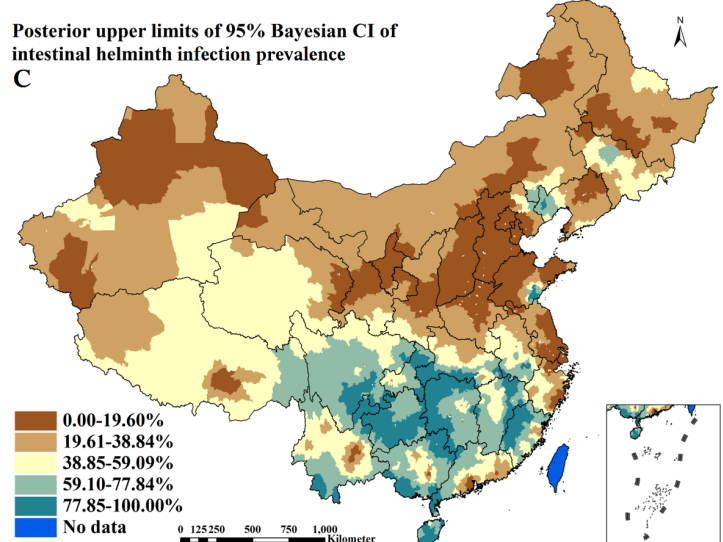 Posterior upper limits of 95% Bayesian CI of
intestinal helminth infection prevalence
C
N
0.00-19.60%
19.61-38.84%
38.85-59.09%
59.10-77.84%
77.85-100.00%
No data
0 125 250 500 750 1,000
Kilometer